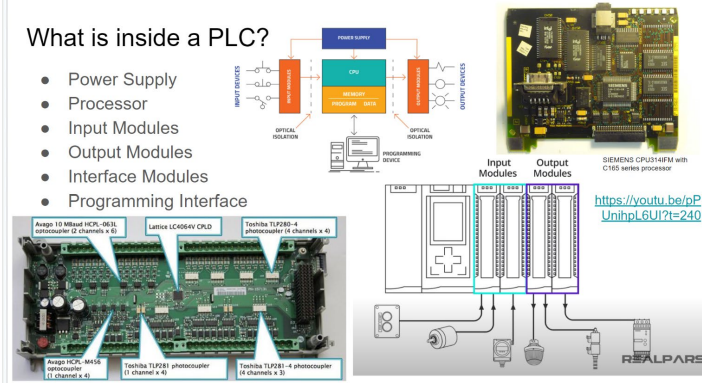 What is inside a PLC?
● Power Supply
● Processor
● Input Modules
● Output Modules
● Interface Modules
● Programming Interface
POWER SUPPLY
INPUT DEVICES
INPUT MODULES
CPU
MEMORY
PROGRAM DATA
OUTPUT MODULES
OUTPUT DEVICES
OPTICAL
ISOLATION
OPTICAL
ISOLATION
PROGRAMMING
DEVICE
SIEMENS
SIEMENS CPU314IFM with
C165 series processor
Input
Modules
Output
Modules
https://youtu.be/pP
UnihpL6UI?t=240
REALPARS
Avago 10 MBaud HCPL-063L
optocoupler (2 channels x 6)
Lattice LC4064V CPLD
Toshiba TLP280-4
photocoupler (4 channels x 4)
Avago HCPL-M456
optocoupler
(1 channel x 4)
Toshiba TLP281 photocoupler
(1 channel x 4)
Toshiba TLP281-4 photocoupler
(4 channels x 3)